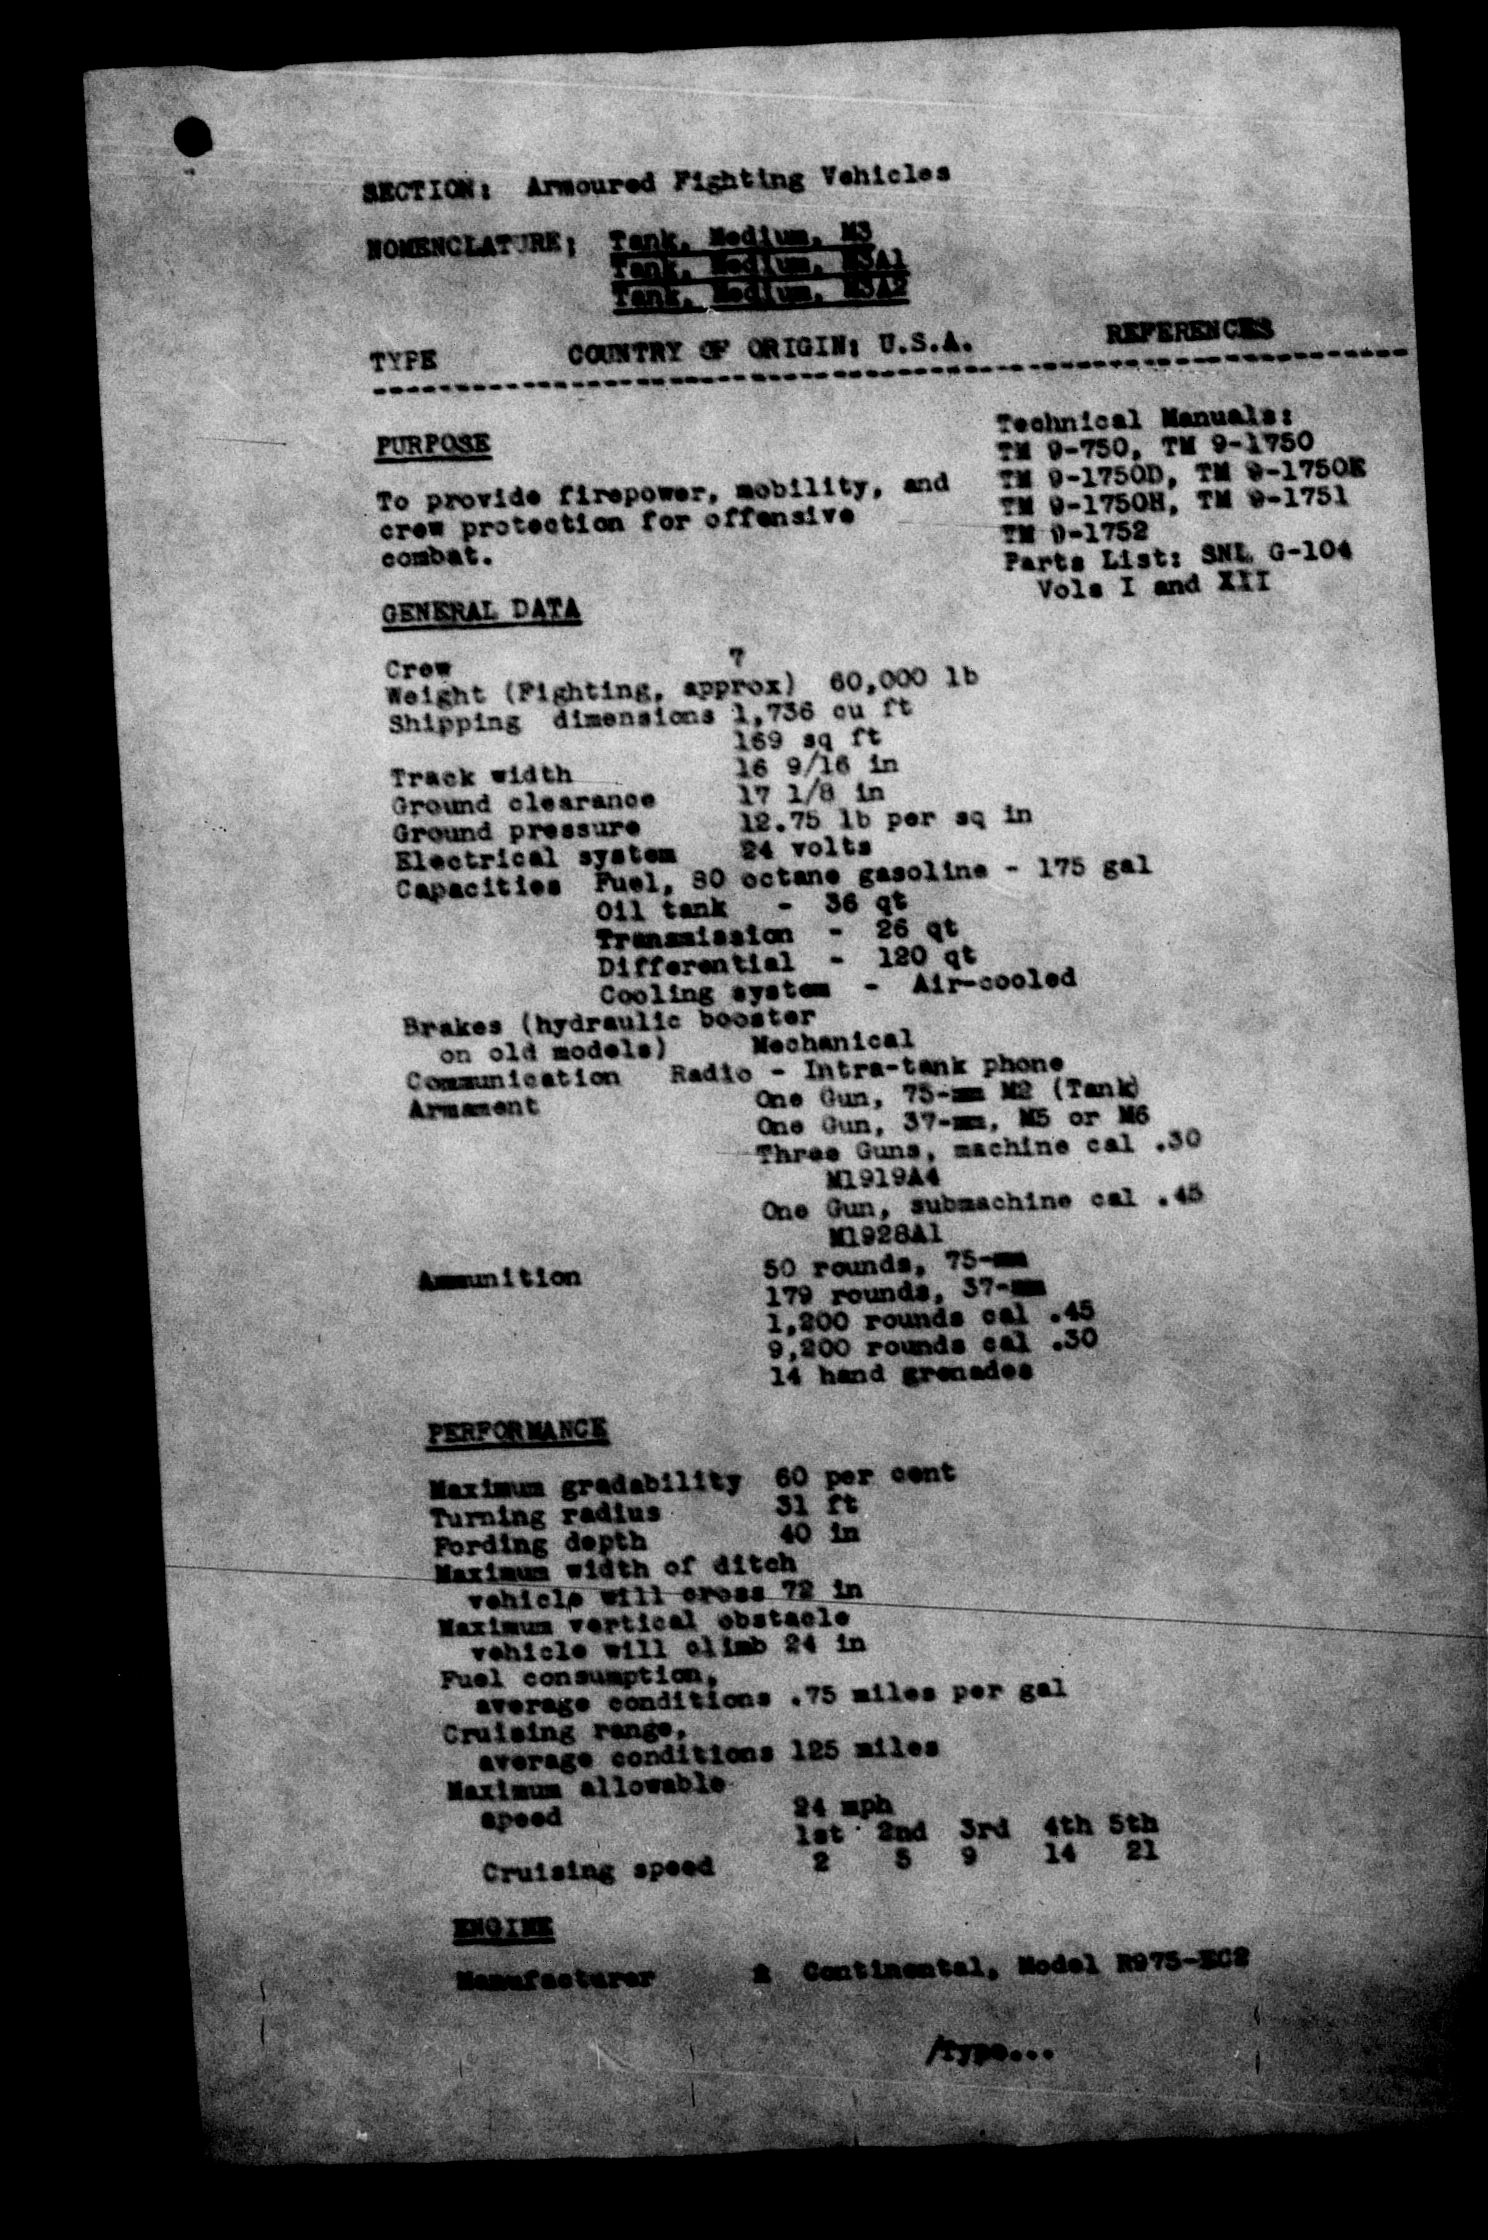 SECTION: Armoured Fighting Vehicles
NOMENCLATURE: Tank, Medium, M3
Tank, Medium, M3A1
Tank, Medium, M3A2
TYPE COUNTRY OF ORIGIN: U.S.A. REFERENCES
PURPOSE
To provide firepower, mobility, and
crew protection for offensive
combat.
Technical Manuals:
TM 9-750, TM 9-1750
TM 9-1750D, TM 9-1750K
TM 9-1750H, TM 9-1751
TM 9-1752
Parts List: SNL G-104
Vols I and XII
GENERAL DATA
Crew 7
Weight (Fighting, approx) 60,000 lb
Shipping dimensions 1,736 cu ft
169 sq ft
Track width 16 9/16 in
Ground clearance 17 1/8 in
Ground pressure 12.75 lb per sq in
Electrical system 24 volts
Capacities Fuel, 80 octane gasoline - 175 gal
Oil tank - 36 qt
Transmission - 26 qt
Differential - 120 qt
Cooling system - Air-cooled
Brakes (hydraulic booster
on old models) Mechanical
Communication Radio - Intra-tank phone
Armament One Gun, 75-mm M2 (Tank)
One Gun, 37-mm, M5 or M6
Three Guns, machine cal .30
M1919A4
One Gun, submachine cal .45
M1928A1
Ammunition 50 rounds, 75-mm
179 rounds, 37-mm
1,200 rounds cal .45
9,200 rounds cal .30
14 hand grenades
PERFORMANCE
Maximum gradability 60 per cent
Turning radius 31 ft
Fording depth 40 in
Maximum width of ditch
vehicle will cross 72 in
Maximum vertical obstacle
vehicle will climb 24 in
Fuel consumption,
average conditions .75 miles per gal
Cruising range,
average conditions 125 miles
Maximum allowable
speed 24 mph
1st 2nd 3rd 4th 5th
Cruising speed 2 5 9 14 21
ENGINE
Manufacturer Continental, Model R975-EC2
/Type...